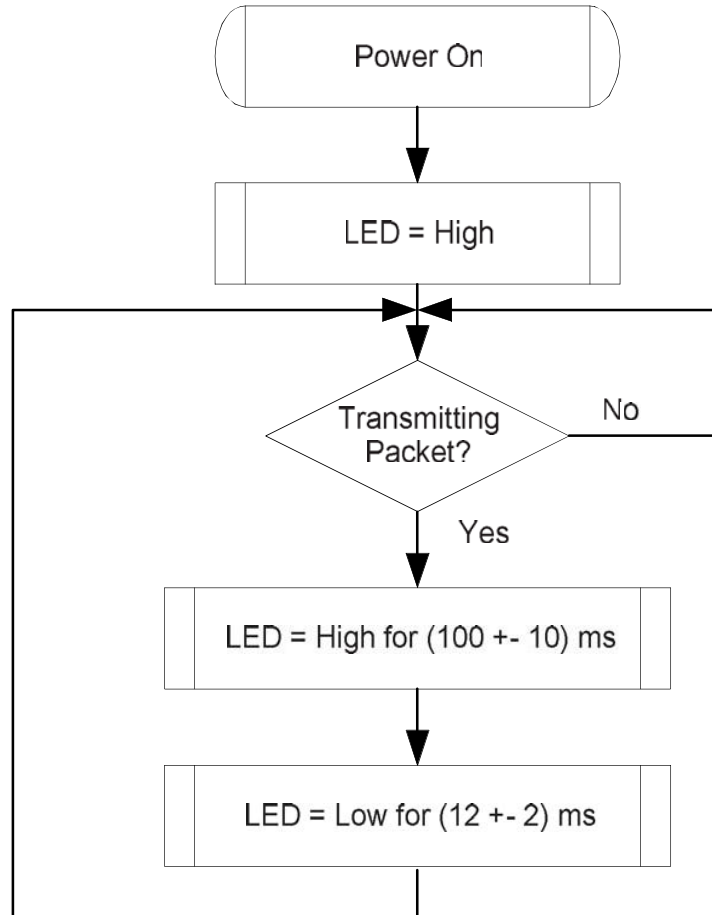 Power On
LED = High
Transmitting
Packet?
No
Yes
LED = High for (100 +- 10) ms
LED = Low for (12 +- 2) ms